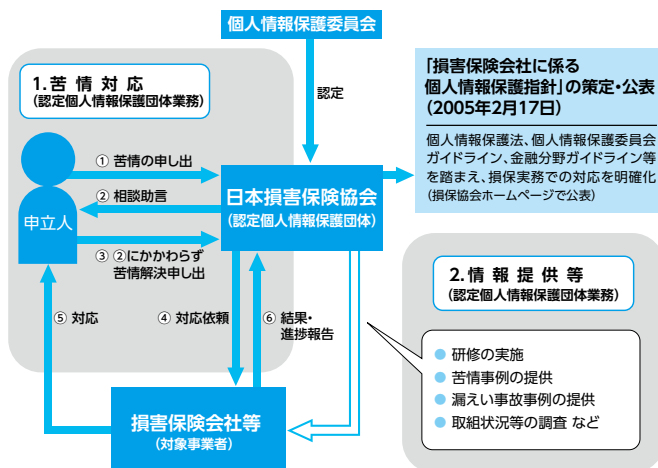 個人情報保護委員会
認定
1.苦情対応
(認定個人情報保護団体業務)
「損害保険会社に係る
個人情報保護指針」の策定・公表
(2005年2月17日)
個人情報保護法、個人情報保護委員会
ガイドライン、金融分野ガイドライン等
を踏まえ、損保実務での対応を明確化
(損保協会ホームページで公表)
① 苦情の申し出
② 相談助言
申立人
③ ②にかかわらず
苦情解決申し出
日本損害保険協会
(認定個人情報保護団体)
⑤ 対応
④ 対応依頼
⑥ 結果・
進捗報告
損害保険会社等
(対象事業者)
2.情報提供等
(認定個人情報保護団体業務)
● 研修の実施
● 苦情事例の提供
● 漏えい事故事例の提供
● 取組状況等の調査 など